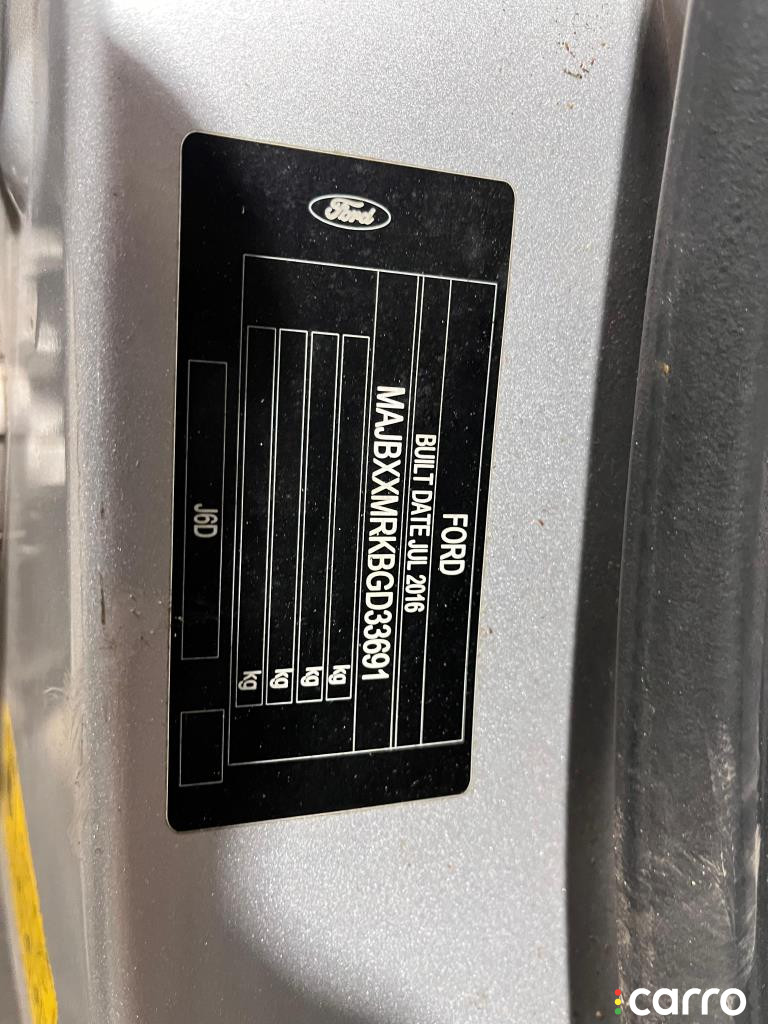 Ford
FORD
BUILT DATE JUL 2016
MAJBXXMRKBGD33691
kg
kg
kg
kg
J6D
carro